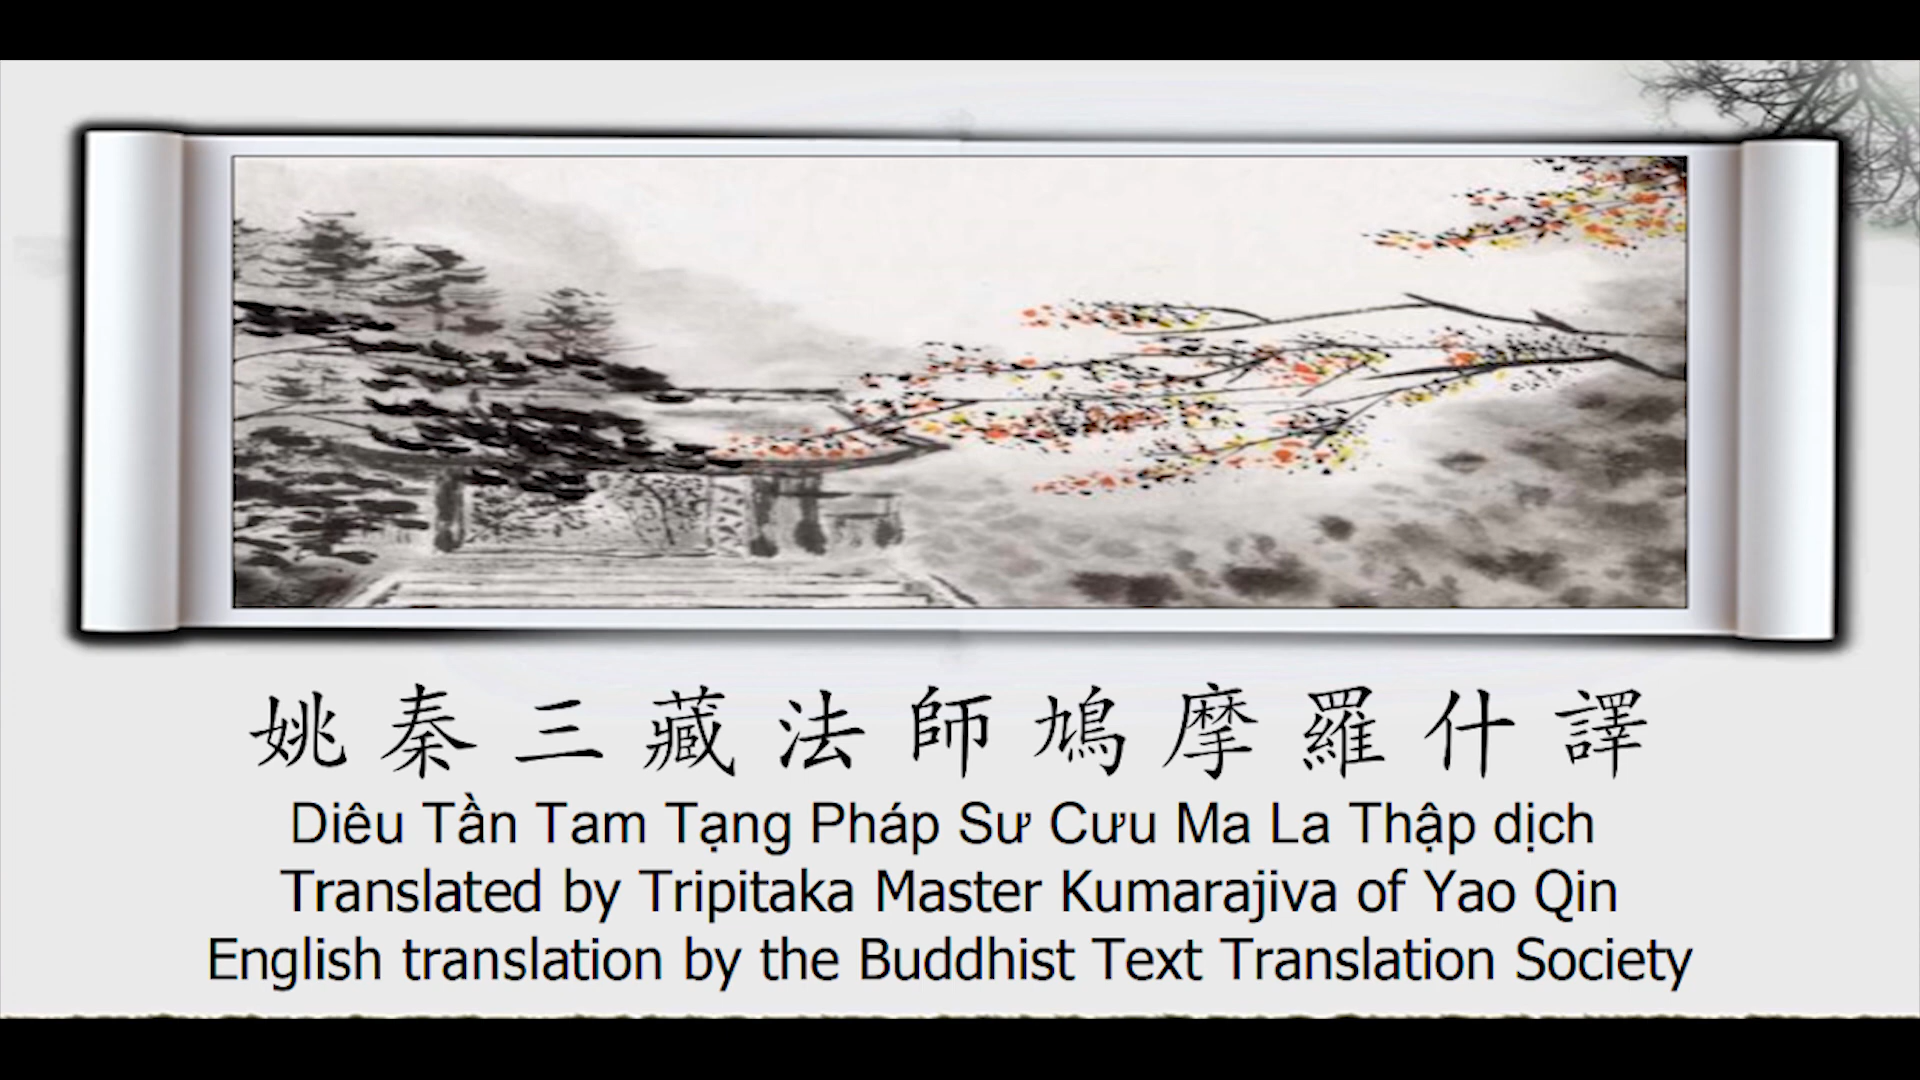 姚秦三藏法師鳩摩羅什譯
Diêu Tần Tam Tạng Pháp Sư Cưu Ma La Thập dịch
Translated by Tripitaka Master Kumarajiva of Yao Qin
English translation by the Buddhist Text Translation Society